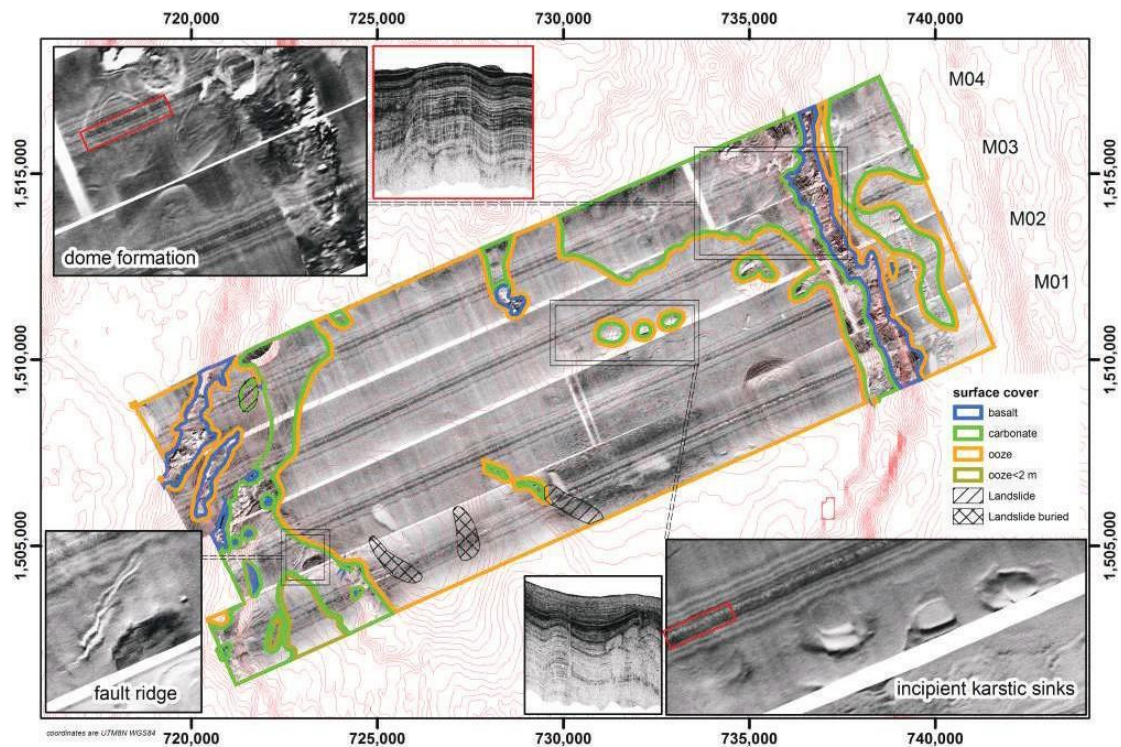 720,000 725,000 730,000 735,000 740,000
M04
M03
M02
M01
1,515,000
1,510,000
1,505,000
1,515,000
1,510,000
1,505,000
dome formation
surface cover
basalt
carbonate
ooze
ooze<2 m
Landslide
Landslide buried
fault ridge
incipient karstic sinks
coordinates are UTM8N WGS84
720,000 725,000 730,000 735,000 740,000